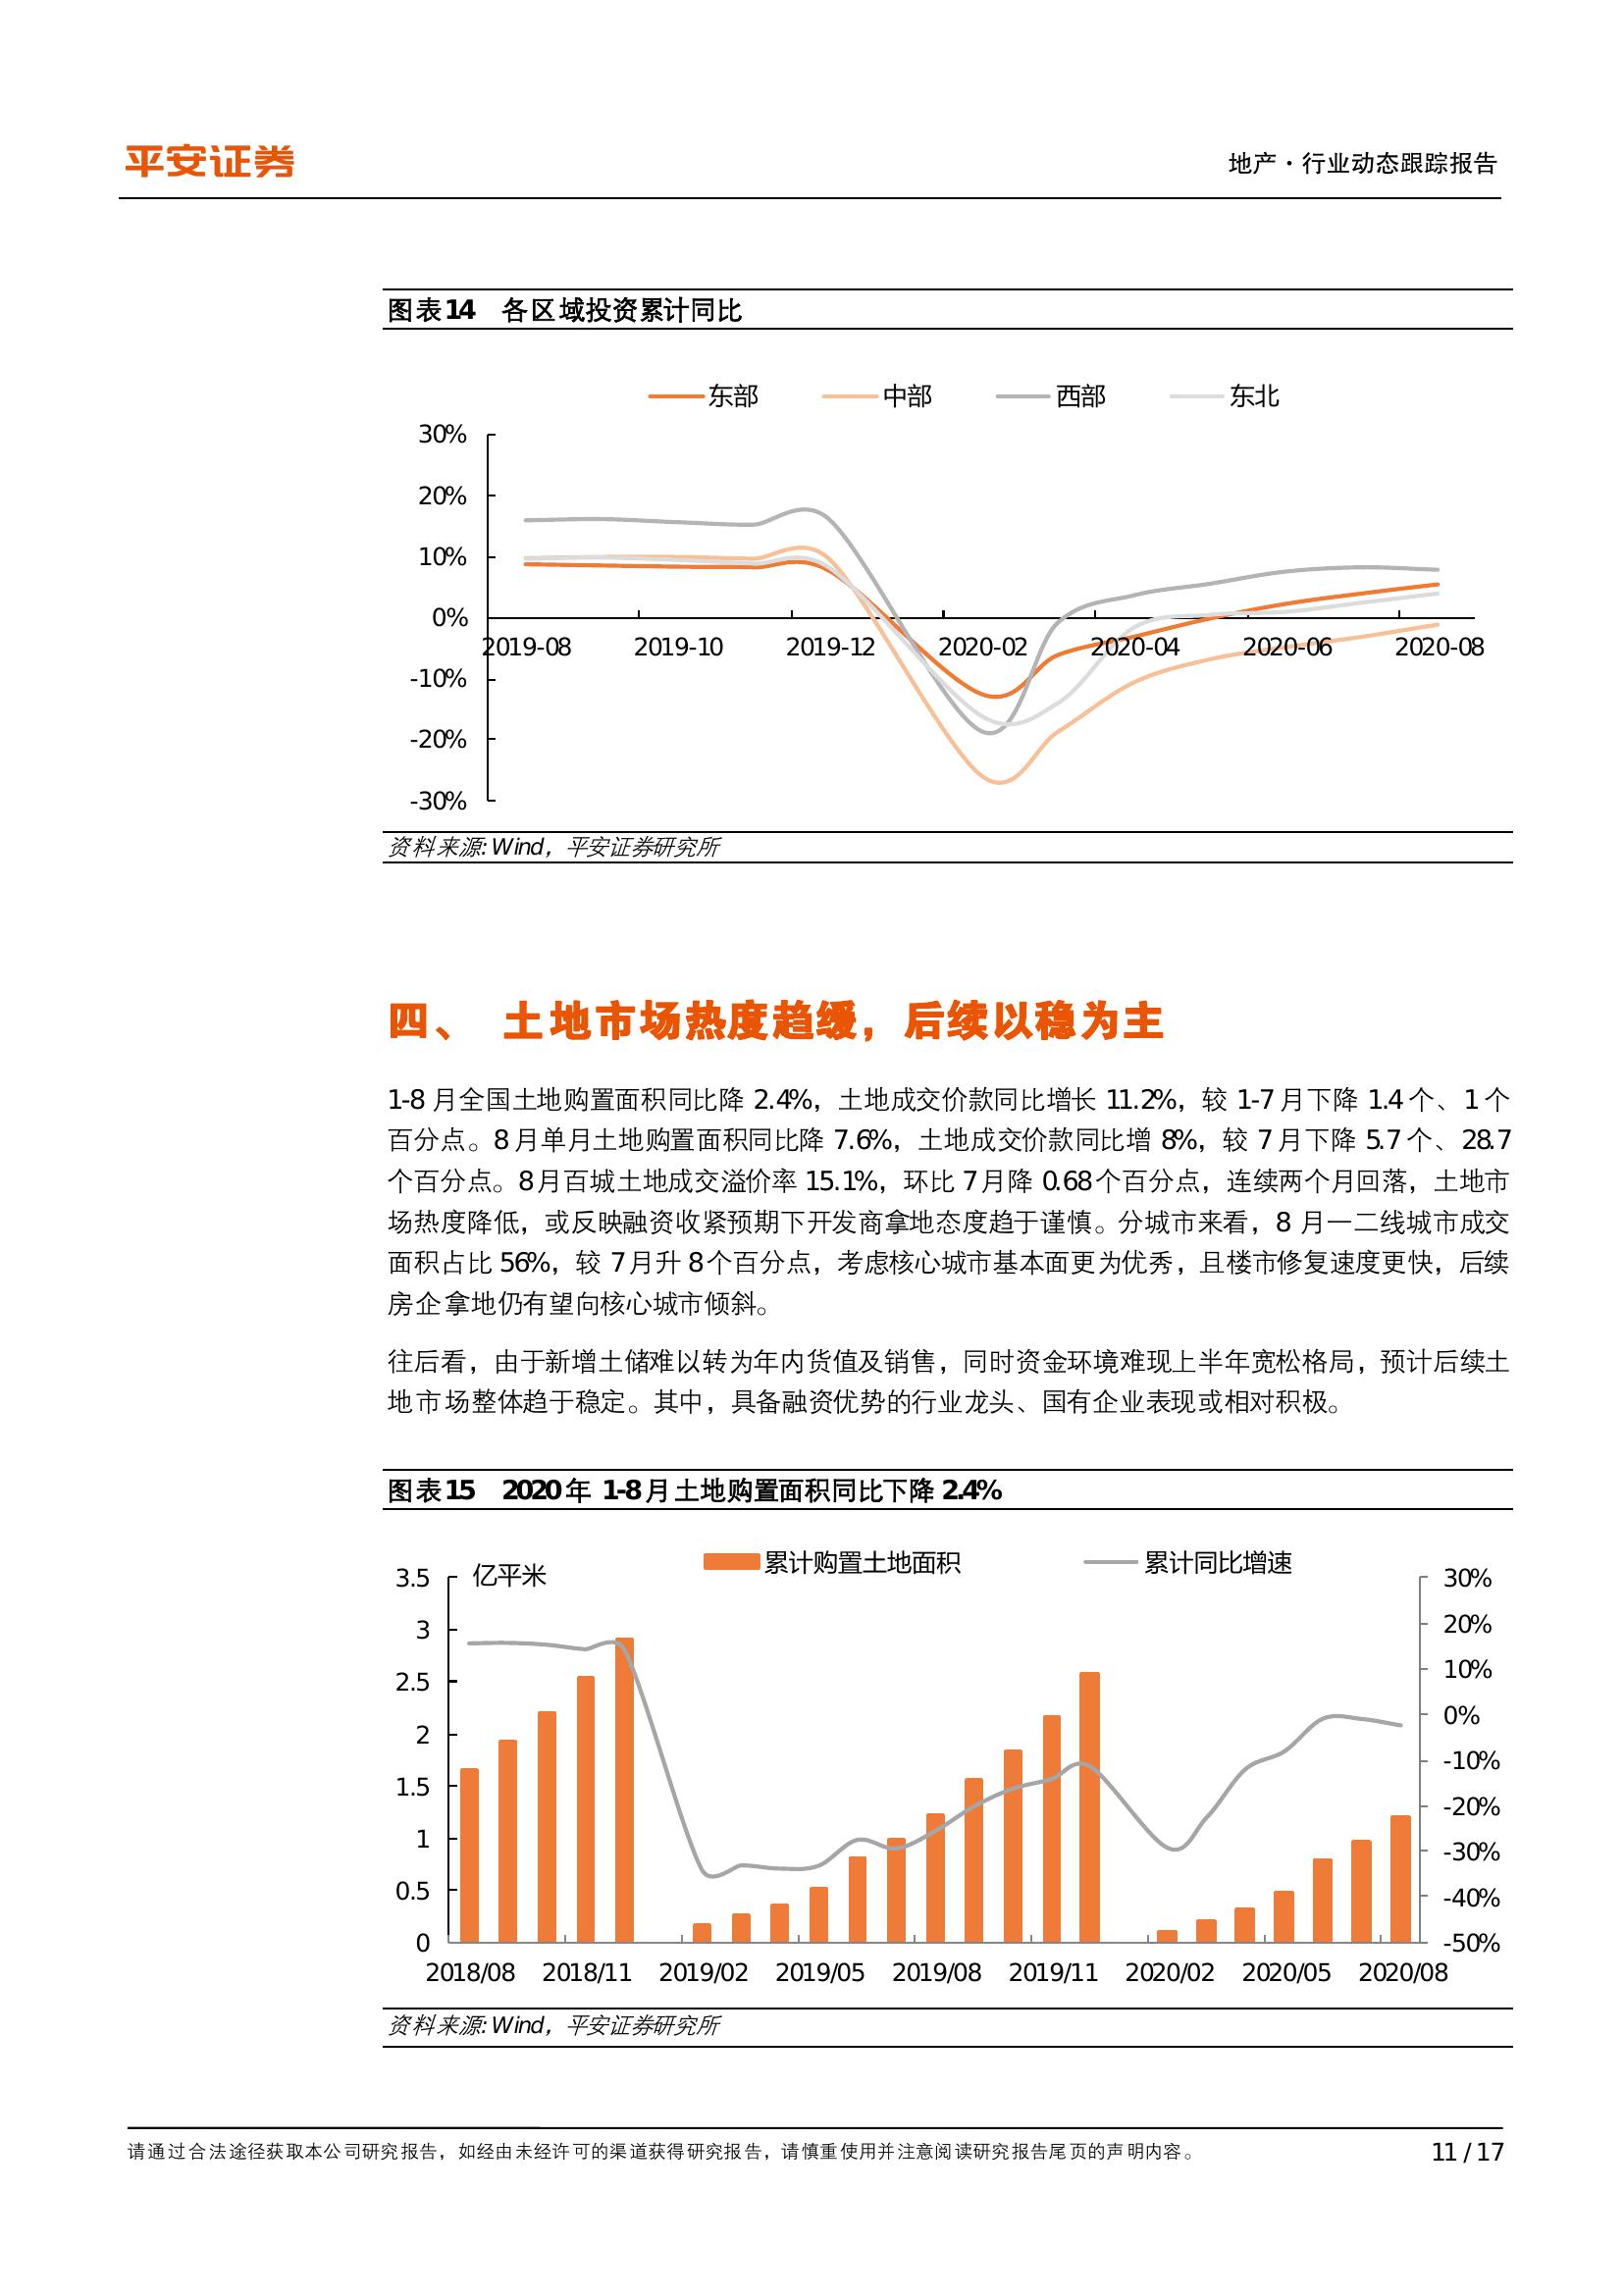 平安证券
地产·行业动态跟踪报告
图表14 各区域投资累计同比
东部 中部 西部 东北
30%
20%
10%
0%
-10%
-20%
-30%
2019-08 2019-10 2019-12 2020-02 2020-04 2020-06 2020-08
资料来源: Wind，平安证券研究所
四、 土地市场热度趋缓，后续以稳为主
1-8 月全国土地购置面积同比降 2.4%，土地成交价款同比增长 11.2%，较 1-7 月下降 1.4 个、1 个
百分点。8 月单月土地购置面积同比降 7.6%，土地成交价款同比增 8%，较 7 月下降 5.7 个、28.7
个百分点。8 月百城土地成交溢价率 15.1%，环比 7 月降 0.68 个百分点，连续两个月回落，土地市
场热度降低，或反映融资收紧预期下开发商拿地态度趋于谨慎。分城市来看，8 月一二线城市成交
面积占比 56%，较 7 月升 8 个百分点，考虑核心城市基本面更为优秀，且楼市修复速度更快，后续
房企拿地仍有望向核心城市倾斜。
往后看，由于新增土储难以转为年内货值及销售，同时资金环境难现上半年宽松格局，预计后续土
地市场整体趋于稳定。其中，具备融资优势的行业龙头、国有企业表现或相对积极。
图表15 2020 年 1-8 月土地购置面积同比下降 2.4%
亿平米 累计购置土地面积 累计同比增速
3.5
3
2.5
2
1.5
1
0.5
0
30%
20%
10%
0%
-10%
-20%
-30%
-40%
-50%
2018/08 2018/11 2019/02 2019/05 2019/08 2019/11 2020/02 2020/05 2020/08
资料来源: Wind，平安证券研究所
请通过合法途径获取本公司研究报告，如经由未经许可的渠道获得研究报告，请慎重使用并注意阅读研究报告尾页的声明内容。 11 / 17